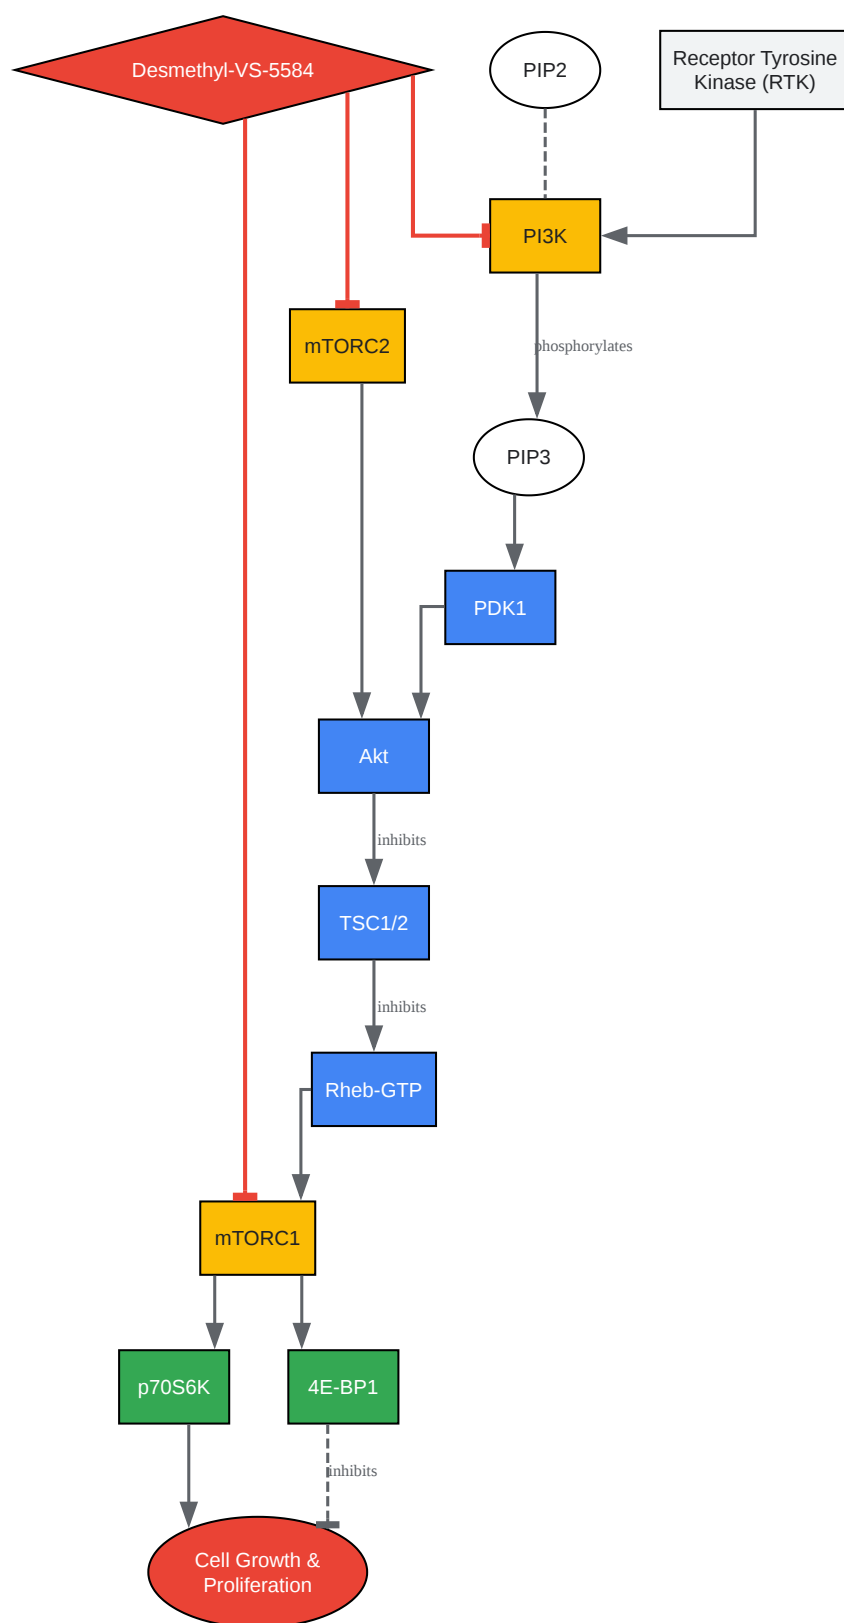 Desmethyl-VS-5584
PIP2
Receptor Tyrosine
Kinase (RTK)
PI3K
mTORC2
phosphorylates
PIP3
PDK1
Akt
inhibits
TSC1/2
inhibits
Rheb-GTP
mTORC1
p70S6K
4E-BP1
inhibits
Cell Growth &
Proliferation